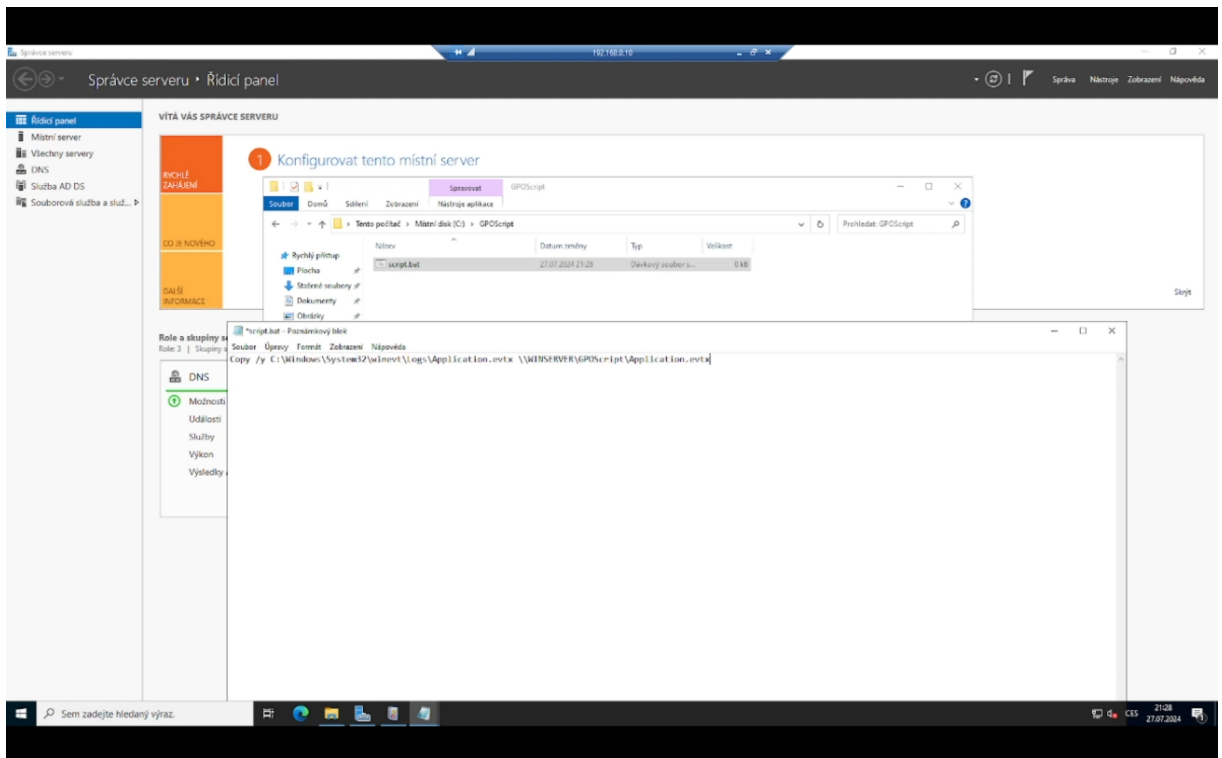 Správce serveru
192.168.0.10
Správce serveru • Řídicí panel
Správa Nástroje Zobrazení Nápověda
Řídicí panel
Místní server
Všechny servery
DNS
Služba AD DS
Souborová služba a služ...
VÍTÁ VÁS SPRÁVCE SERVERU
RYCHLÉ
ZAHÁJENÍ
CO JE NOVÉHO
DALŠÍ
INFORMACE
1 Konfigurovat tento místní server
Skrýt
Spravovat GPOScript
Soubor Domů Sdílení Zobrazení Nástroje aplikace
Tento počítač › Místní disk (C:) › GPOScript
Prohledat: GPOScript
Název Datum změny Typ Velikost
script.bat 27.07.2024 21:28 Dávkový soubor s... 0 kB
Rychlý přístup
Plocha
Stažené soubory
Dokumenty
Obrázky
Role a skupiny s
Role: 3 | Skupiny s
DNS
Možnosti
Události
Služby
Výkon
Výsledky
*script.bat – Poznámkový blok
Soubor Úpravy Formát Zobrazení Nápověda
Copy /y C:\Windows\System32\winevt\logs\Application.evtx \\WINSERVER\GPOScript\Application.evtx
Sem zadejte hledaný výraz.
CES
21:28
27.07.2024